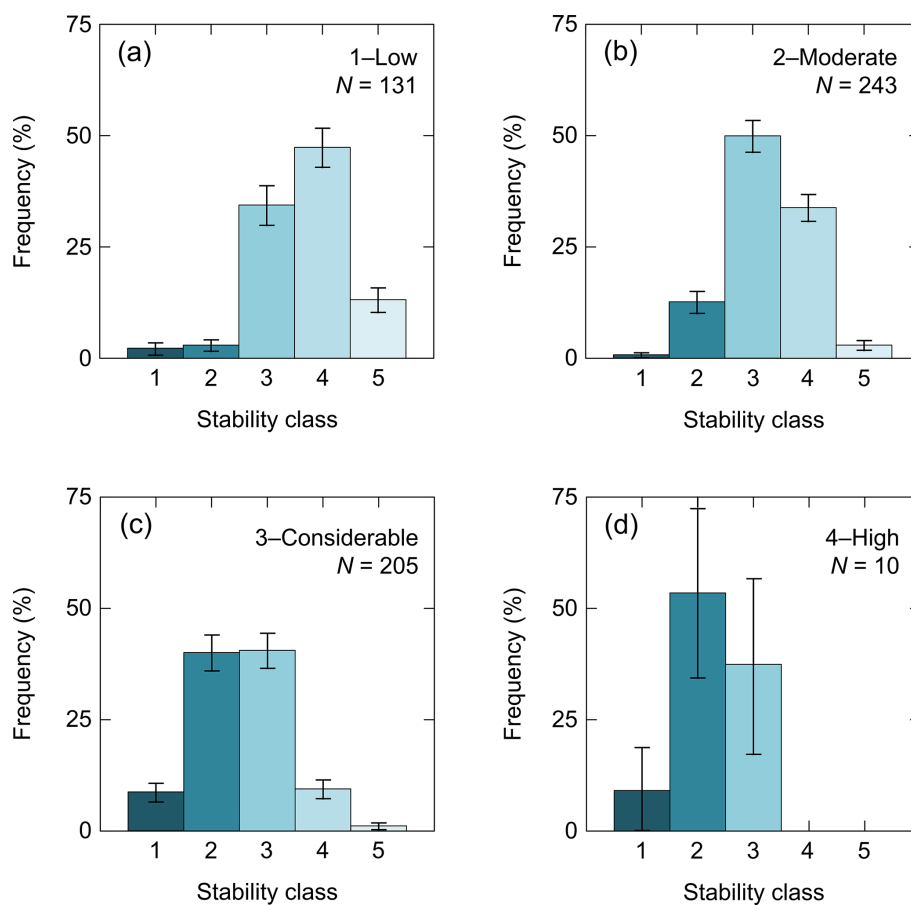 75
(a)
1–Low
N = 131
50
Frequency (%)
25
0
1 2 3 4 5
Stability class
75
(b)
2–Moderate
N = 243
50
Frequency (%)
25
0
1 2 3 4 5
Stability class
75
(c)
3–Considerable
N = 205
50
Frequency (%)
25
0
1 2 3 4 5
Stability class
75
(d)
4–High
N = 10
50
Frequency (%)
25
0
1 2 3 4 5
Stability class